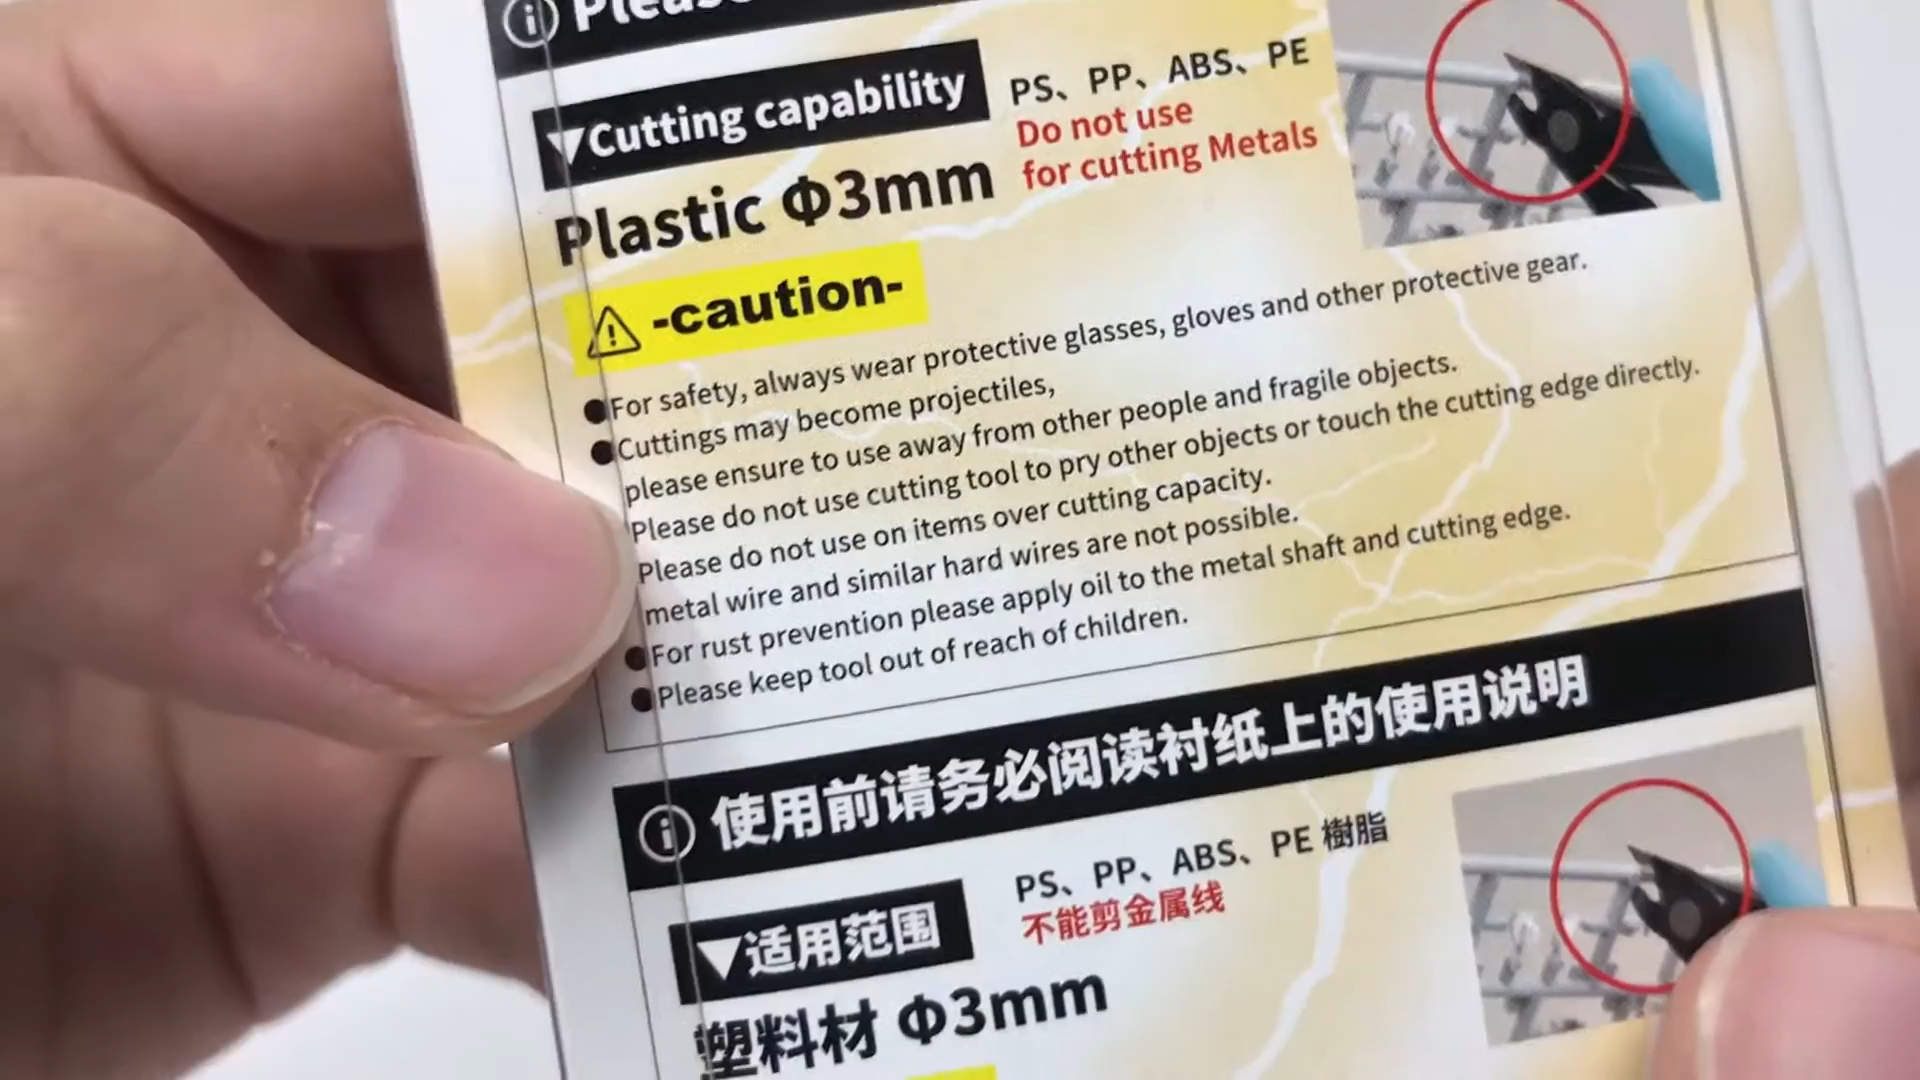 ▼Cutting capability
PS、PP、ABS、PE
Do not use
for cutting Metals
Plastic Φ3mm
-caution-
●For safety, always wear protective glasses, gloves and other protective gear.
●Cuttings may become projectiles,
please ensure to use away from other people and fragile objects.
Please do not use cutting tool to pry other objects or touch the cutting edge directly.
Please do not use on items over cutting capacity.
metal wire and similar hard wires are not possible.
●For rust prevention please apply oil to the metal shaft and cutting edge.
●Please keep tool out of reach of children.
使用前请务必阅读衬纸上的使用说明
▼适用范围
PS、PP、ABS、PE 樹脂
不能剪金属线
塑料材 Φ3mm